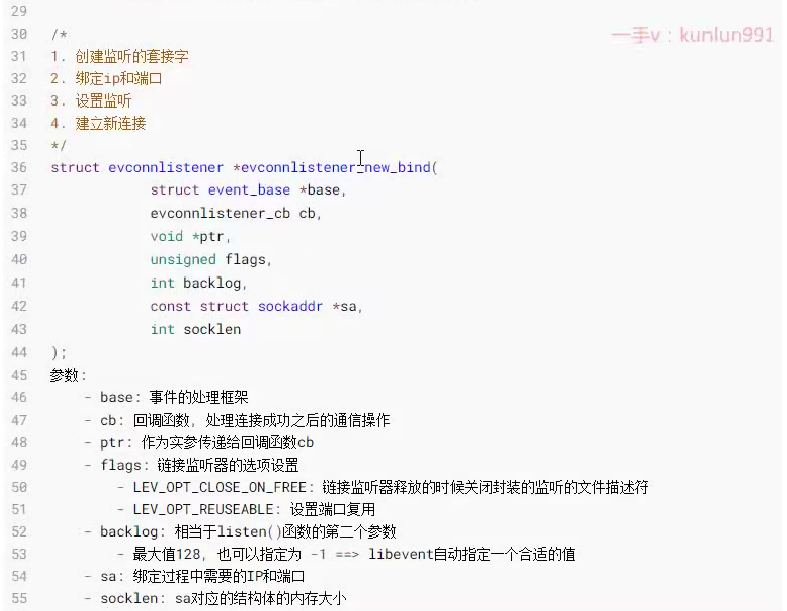 29
30 /*
一手v：kunlun991
31 1. 创建监听的套接字
32 2. 绑定ip和端口
33 3. 设置监听
34 4. 建立新连接
35 */
36 struct evconnlistener *evconnlistener_new_bind(
37 struct event_base *base,
38 evconnlistener_cb cb,
39 void *ptr,
40 unsigned flags,
41 int backlog,
42 const struct sockaddr *sa,
43 int socklen
44 );
45 参数:
46 - base: 事件的处理框架
47 - cb: 回调函数, 处理连接成功之后的通信操作
48 - ptr: 作为实参传递给回调函数cb
49 - flags: 链接监听器的选项设置
50 - LEV_OPT_CLOSE_ON_FREE: 链接监听器释放的时候关闭封装的监听的文件描述符
51 - LEV_OPT_REUSEABLE: 设置端口复用
52 - backlog: 相当于listen()函数的第二个参数
53 - 最大值128, 也可以指定为 -1 ==> libevent自动指定一个合适的值
54 - sa: 绑定过程中需要的IP和端口
55 - socklen: sa对应的结构体的内存大小